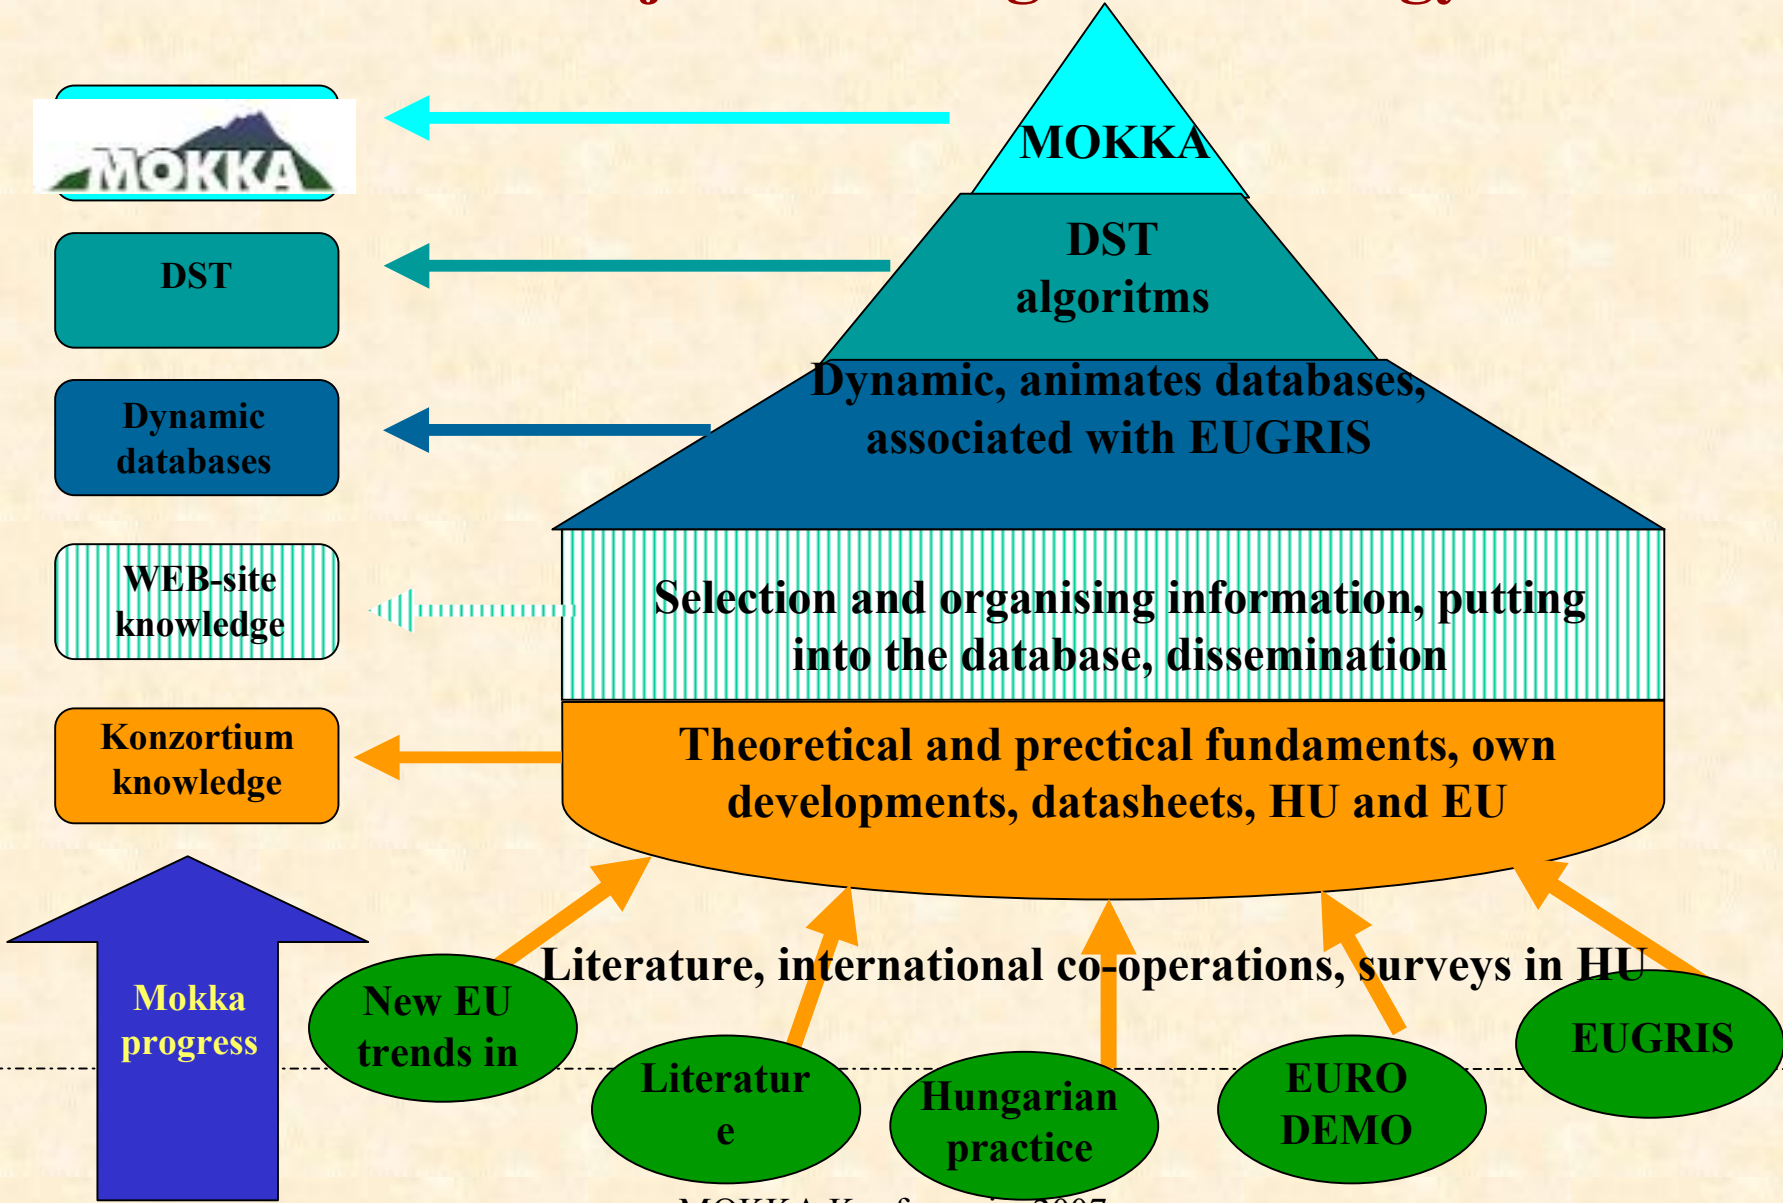 MOKKA
MOKKA
DST
algoritms
DST
Dynamic, animates databases,
associated with EUGRIS
Dynamic
databases
WEB-site
knowledge
Selection and organising information, putting
into the database, dissemination
Konzortium
knowledge
Theoretical and prectical fundaments, own
developments, datasheets, HU and EU
Literature, international co-operations, surveys in HU
Mokka
progress
New EU
trends in
Literatur
e
Hungarian
practice
EURO
DEMO
EUGRIS
MOKKA
2007